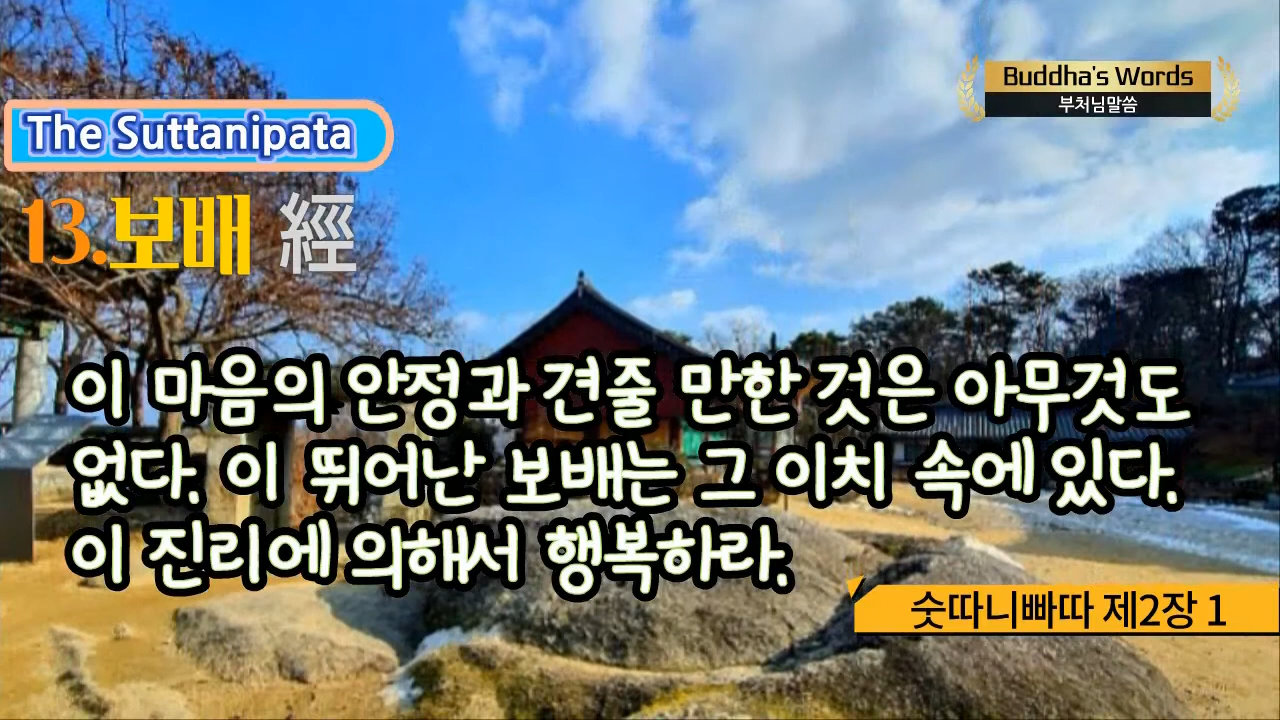 Buddha's Words
부처님말씀
The Suttanipata
13.보배 經
이 마음의 안정과 견줄 만한 것은 아무것도
없다. 이 뛰어난 보배는 그 이치 속에 있다.
이 진리에 의해서 행복하라.
숫따니빠따 제2장 1